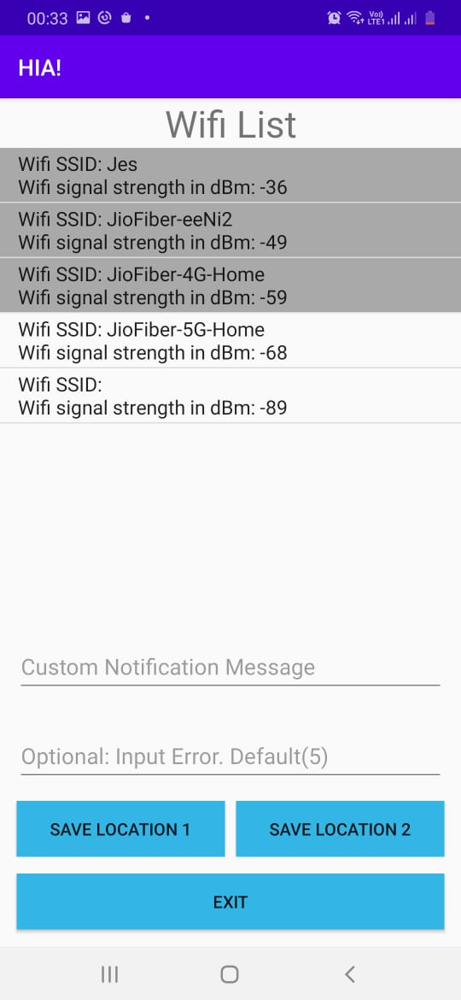 00:33
Vo)) LTE1
HIA!
Wifi List
Wifi SSID: Jes
Wifi signal strength in dBm: -36
Wifi SSID: JioFiber-eeNi2
Wifi signal strength in dBm: -49
Wifi SSID: JioFiber-4G-Home
Wifi signal strength in dBm: -59
Wifi SSID: JioFiber-5G-Home
Wifi signal strength in dBm: -68
Wifi SSID:
Wifi signal strength in dBm: -89
Custom Notification Message
Optional: Input Error. Default(5)
SAVE LOCATION 1
SAVE LOCATION 2
EXIT